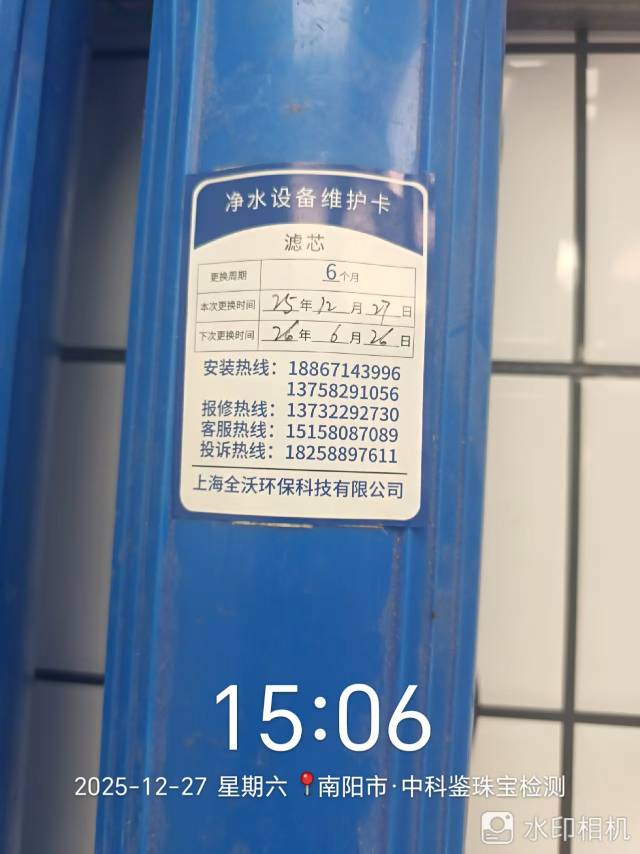 净水设备维护卡
滤芯
更换周期 6个月
本次更换时间 25年12月27日
下次更换时间 26年6月26日
安装热线：18867143996
13758291056
报修热线：13732292730
客服热线：15158087089
投诉热线：18258897611
上海全沃环保科技有限公司
15:06
2025-12-27 星期六 南阳市·中科鉴珠宝检测
水印相机